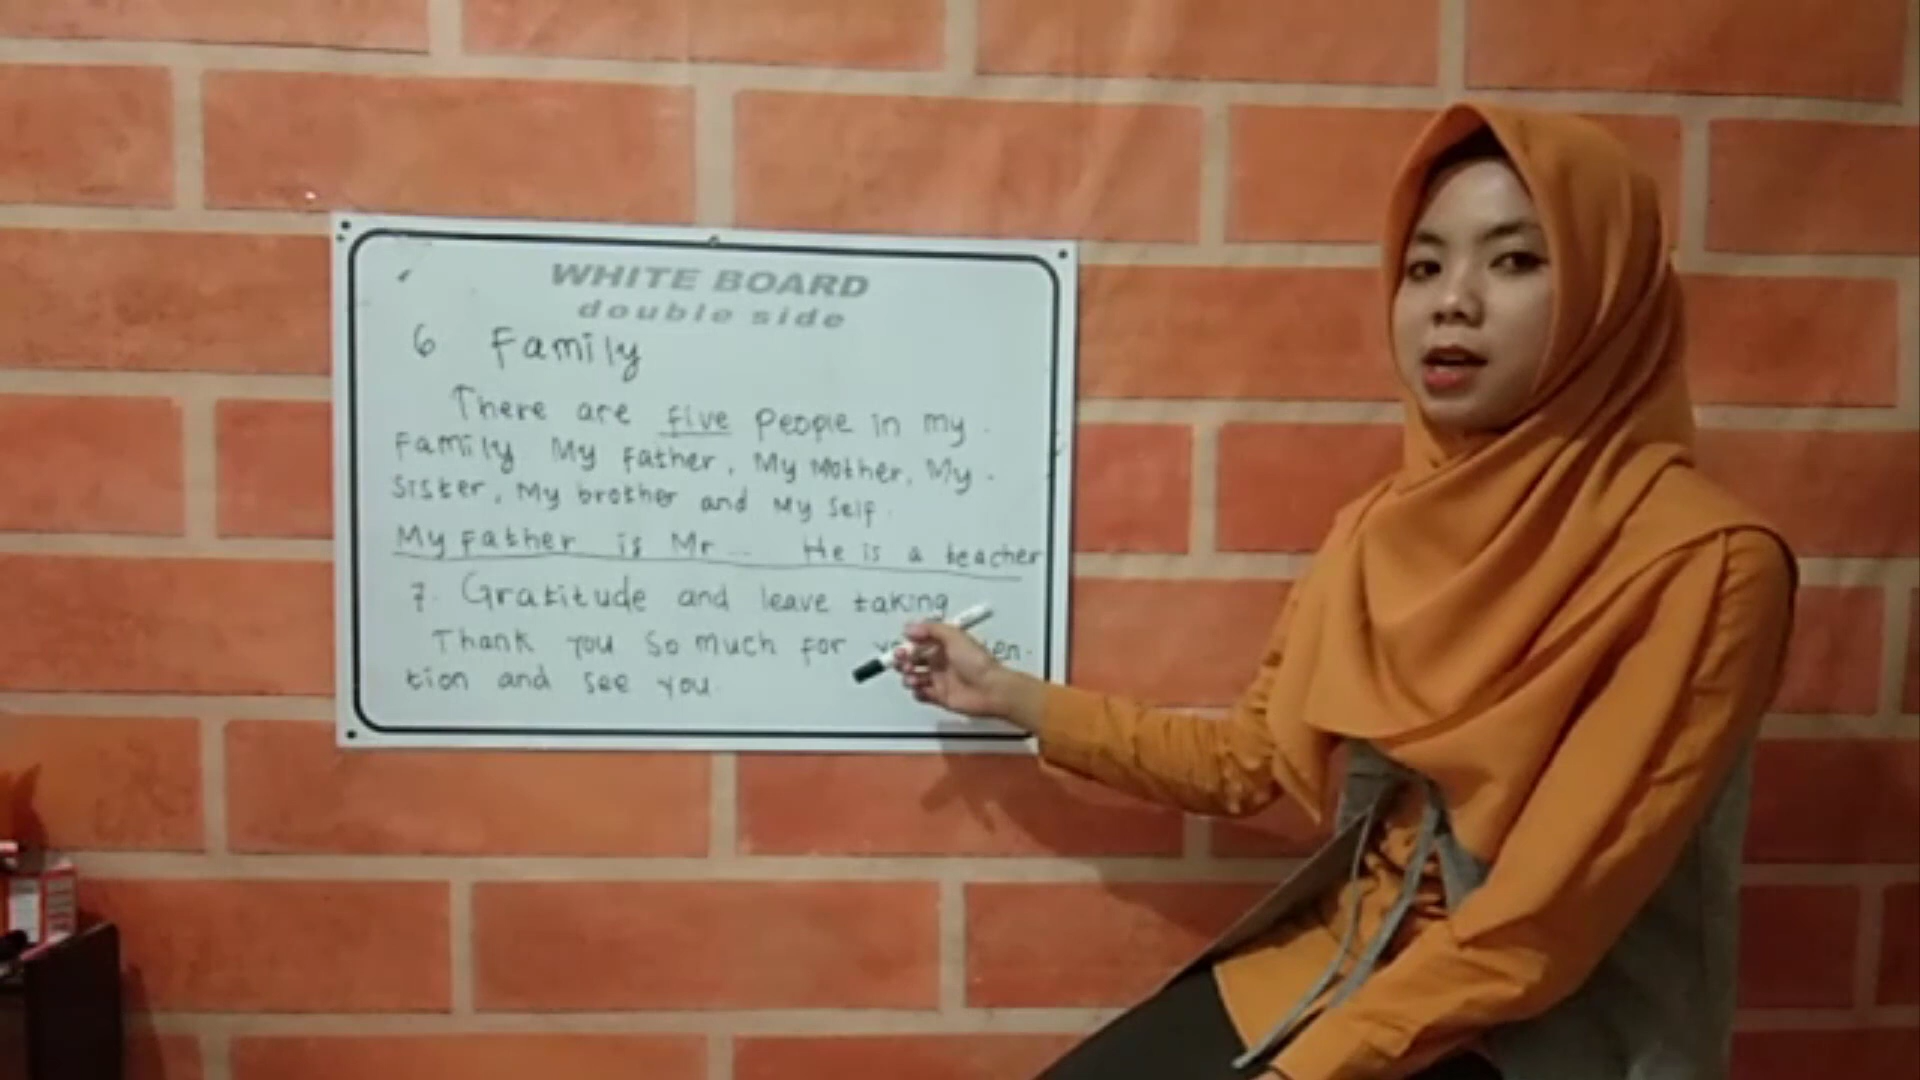 WHITE BOARD
double side
6 Family
There are five People in my
Family My Father, My Mother, My
Sister, My brother and My Self.
My Father is Mr... He is a teacher
7. Gratitude and leave taking
Thank you so much for
tion and see you.